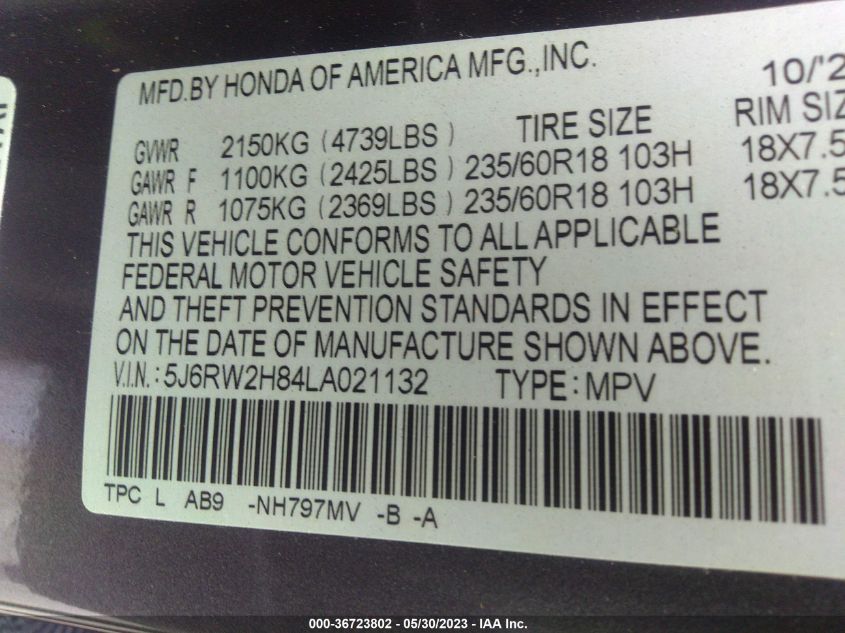 MFD.BY HONDA OF AMERICA MFG.,INC. 10/'2
TIRE SIZE RIM SIZ
GVWR 2150KG (4739LBS)
GAWR F 1100KG (2425LBS) 235/60R18 103H 18X7.5
GAWR R 1075KG (2369LBS) 235/60R18 103H 18X7.5
THIS VEHICLE CONFORMS TO ALL APPLICABLE
FEDERAL MOTOR VEHICLE SAFETY
AND THEFT PREVENTION STANDARDS IN EFFECT
ON THE DATE OF MANUFACTURE SHOWN ABOVE.
V.I.N.: 5J6RW2H84LA021132 TYPE: MPV
TPC L AB9 -NH797MV -B -A
000-36723802 - 05/30/2023 - IAA Inc.